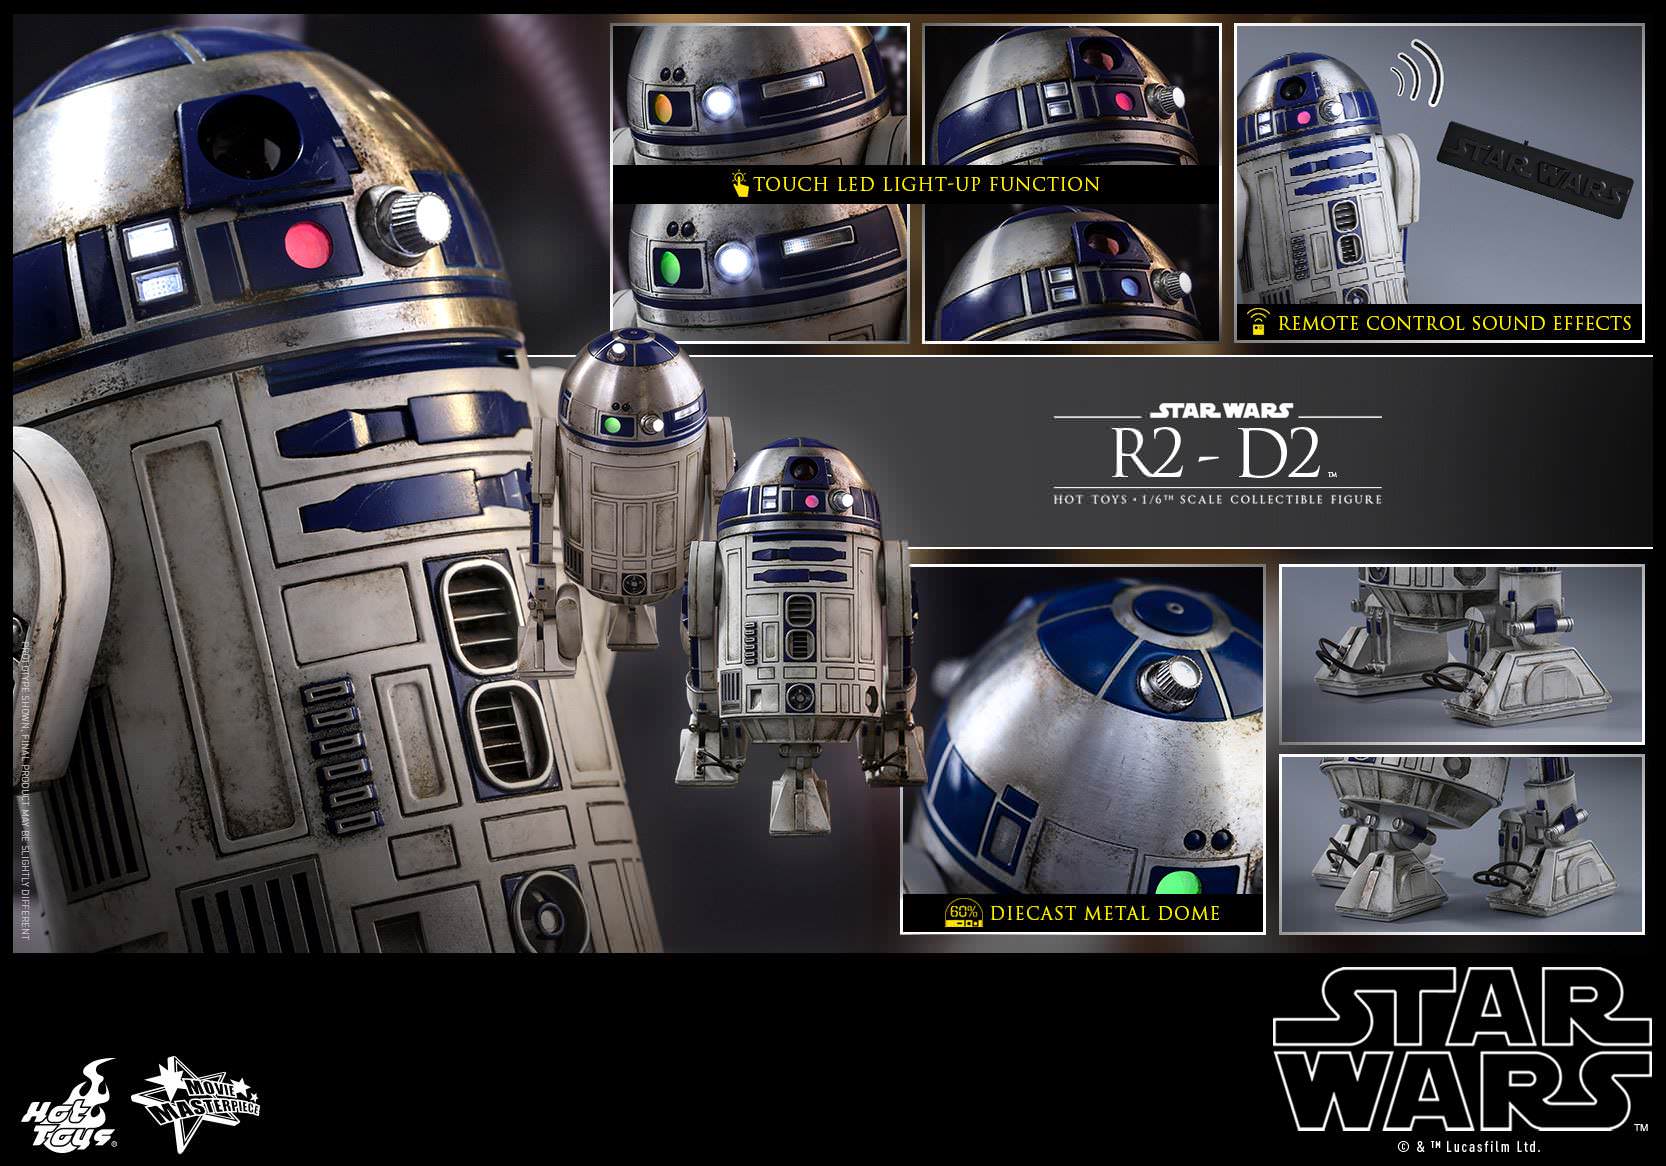 TOUCH LED LIGHT-UP FUNCTION
STAR WARS
REMOTE CONTROL SOUND EFFECTS
STAR WARS
R2-D2™
HOT TOYS • 1/6TH SCALE COLLECTIBLE FIGURE
60% DIECAST METAL DOME
PROTOTYPE SHOWN, FINAL PRODUCT MAY BE SLIGHTLY DIFFERENT
Hot
Toys®
MOVIE
MASTERPIECE
STAR
WARS™
© & ™ Lucasfilm Ltd.